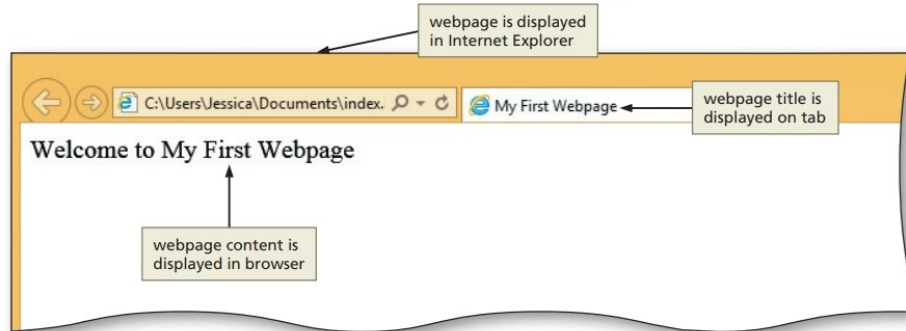 webpage is displayed
in Internet Explorer
C:\Users\Jessica\Documents\index.
My First Webpage
webpage title is
displayed on tab
Welcome to My First Webpage
webpage content is
displayed in browser